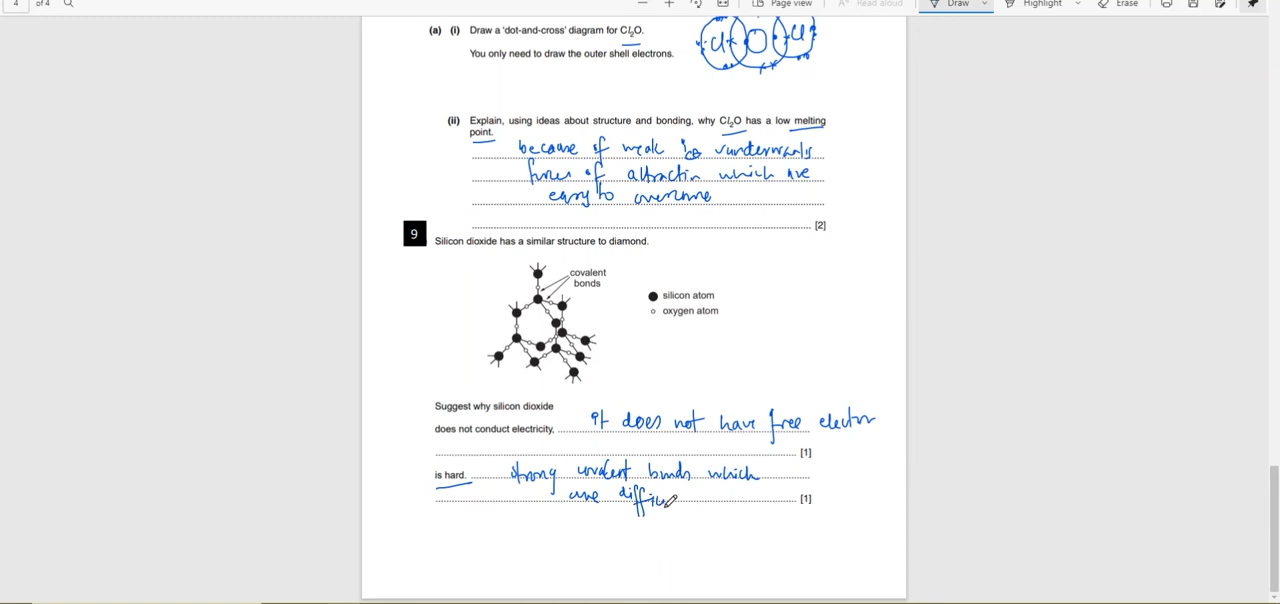 4 of 4 Page view Read aloud Draw Highlight Erase
(a) (i) Draw a 'dot-and-cross' diagram for Cl₂O.
You only need to draw the outer shell electrons.
Cl O Cl
(ii) Explain, using ideas about structure and bonding, why Cl₂O has a low melting
point.
because of weak vanderwaals
forces of attraction which are
easy to overcome
[2]
9
Silicon dioxide has a similar structure to diamond.
covalent
bonds
silicon atom
oxygen atom
Suggest why silicon dioxide
does not conduct electricity, it does not have free electron
[1]
is hard. strong covalent bonds which
are difficu
[1]